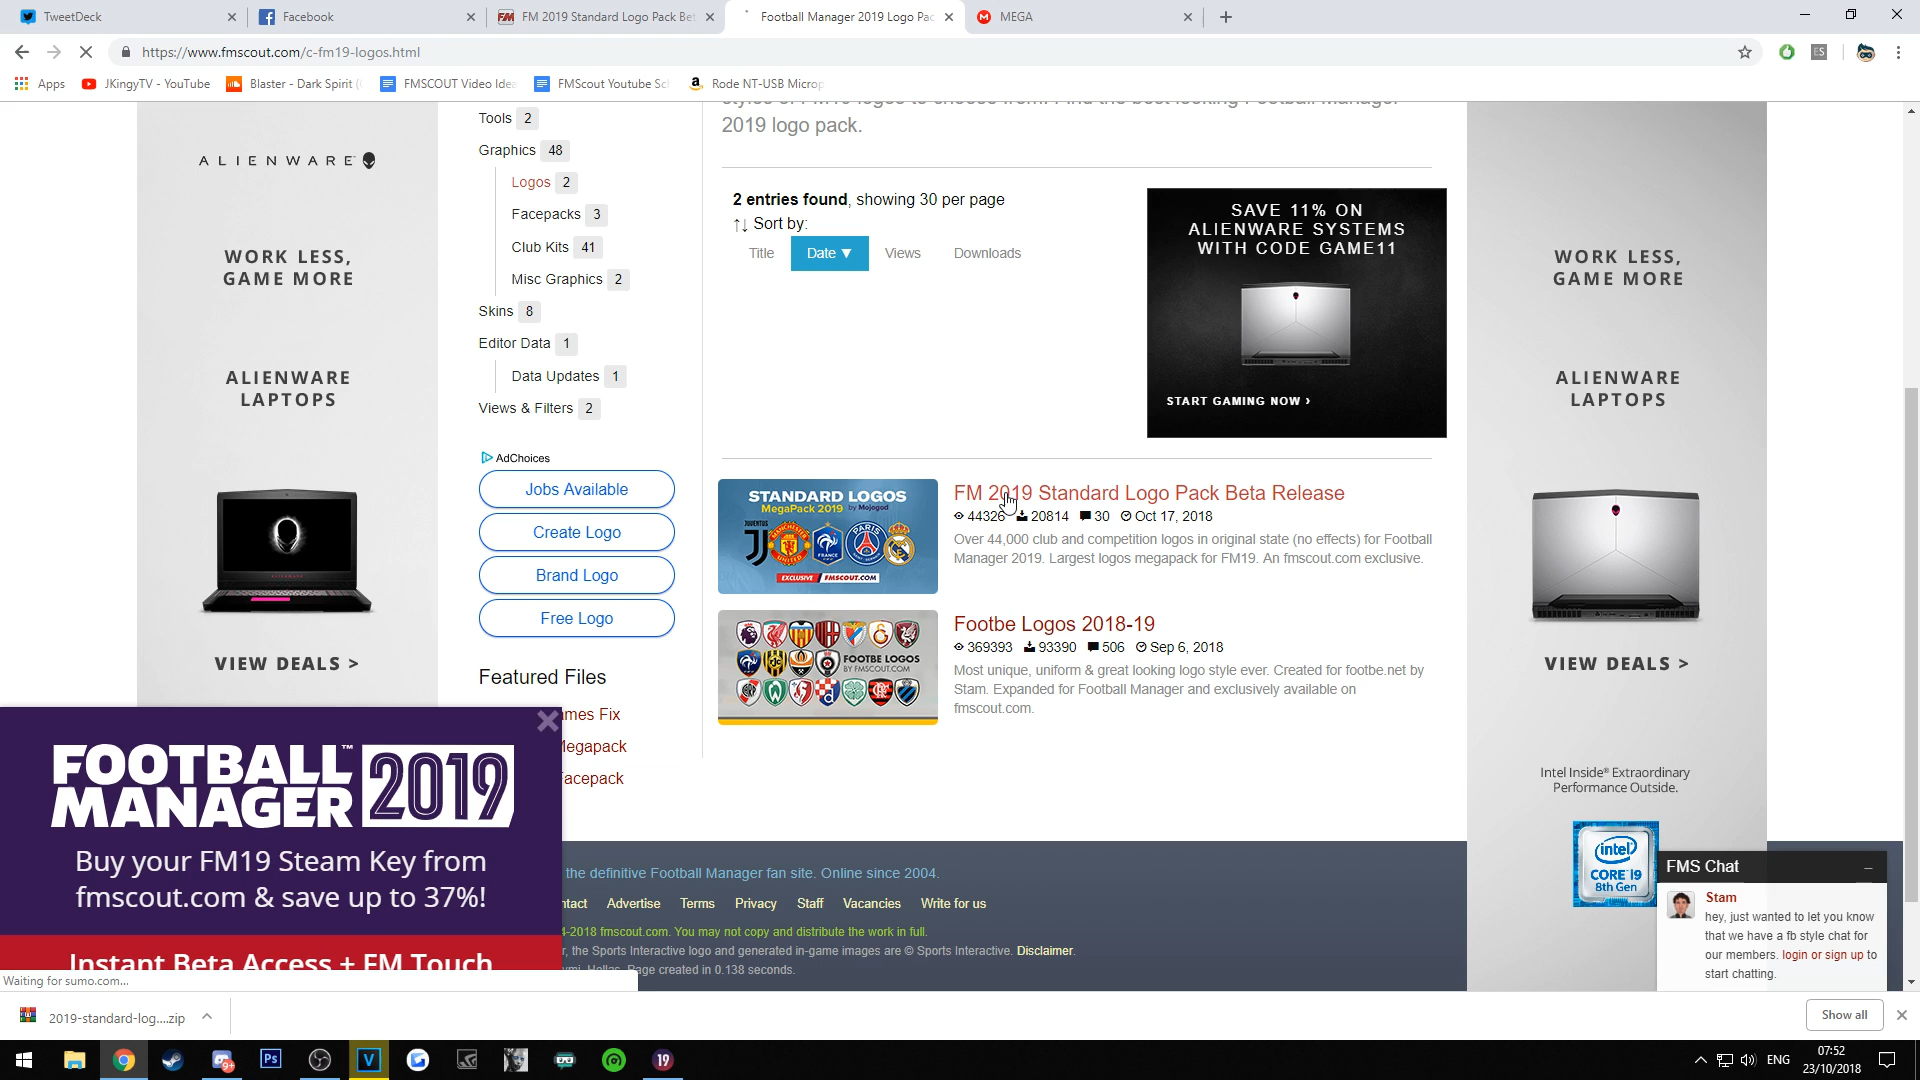 TweetDeck
Facebook
FM 2019 Standard Logo Pack Bet
Football Manager 2019 Logo Pac
MEGA
https://www.fmscout.com/c-fm19-logos.html
ES
Apps
JKingyTV - YouTube
Blaster - Dark Spirit (
FMSCOUT Video Idea
FMScout Youtube Sc
Rode NT-USB Microp
2019 logo pack.
Tools 2
Graphics 48
Logos 2
Facepacks 3
Club Kits 41
Misc Graphics 2
Skins 8
Editor Data 1
Data Updates 1
Views & Filters 2
2 entries found, showing 30 per page
↑↓ Sort by:
Title
Date ▼
Views
Downloads
SAVE 11% ON
ALIENWARE SYSTEMS
WITH CODE GAME11
START GAMING NOW ›
ALIENWARE
WORK LESS,
GAME MORE
ALIENWARE
LAPTOPS
VIEW DEALS >
AdChoices
Jobs Available
Create Logo
Brand Logo
Free Logo
Featured Files
mes Fix
egapack
acepack
STANDARD LOGOS
MegaPack 2019 by Mojogod
JUVENTUS
MANCHESTER
UNITED
FRANCE
PARIS
EXCLUSIVE / FMSCOUT.COM
FM 2019 Standard Logo Pack Beta Release
44326 20814 30 Oct 17, 2018
Over 44,000 club and competition logos in original state (no effects) for Football
Manager 2019. Largest logos megapack for FM19. An fmscout.com exclusive.
FOOTBE LOGOS
BY FMSCOUT.COM
Footbe Logos 2018-19
369393 93390 506 Sep 6, 2018
Most unique, uniform & great looking logo style ever. Created for footbe.net by
Stam. Expanded for Football Manager and exclusively available on
fmscout.com.
WORK LESS,
GAME MORE
ALIENWARE
LAPTOPS
VIEW DEALS >
Intel Inside® Extraordinary
Performance Outside.
intel
CORE i9
8th Gen
FOOTBALL™
MANAGER 2019
Buy your FM19 Steam Key from
fmscout.com & save up to 37%!
Instant Beta Access + FM Touch
the definitive Football Manager fan site. Online since 2004.
ntact Advertise Terms Privacy Staff Vacancies Write for us
4-2018 fmscout.com. You may not copy and distribute the work in full.
r, the Sports Interactive logo and generated in-game images are © Sports Interactive. Disclaimer.
Page created in 0.138 seconds.
FMS Chat
Stam
hey, just wanted to let you know
that we have a fb style chat for
our members. login or sign up to
start chatting.
Waiting for sumo.com...
2019-standard-log....zip
Show all
Ps
V
9+
19
ENG
07:52
23/10/2018